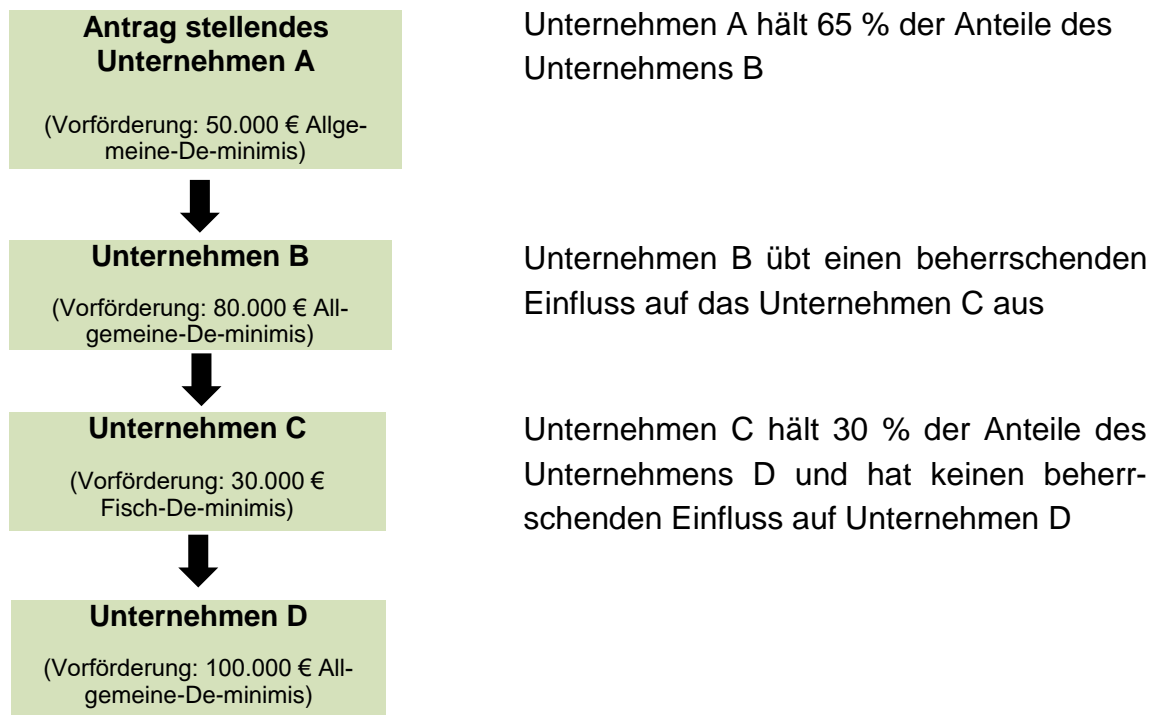 Antrag stellendes
Unternehmen A
(Vorförderung: 50.000 € Allge-
meine-De-minimis)
Unternehmen A hält 65 % der Anteile des
Unternehmens B
Unternehmen B
(Vorförderung: 80.000 € All-
gemeine-De-minimis)
Unternehmen B übt einen beherrschenden
Einfluss auf das Unternehmen C aus
Unternehmen C
(Vorförderung: 30.000 €
Fisch-De-minimis)
Unternehmen C hält 30 % der Anteile des
Unternehmens D und hat keinen beherr-
schenden Einfluss auf Unternehmen D
Unternehmen D
(Vorförderung: 100.000 € All-
gemeine-De-minimis)